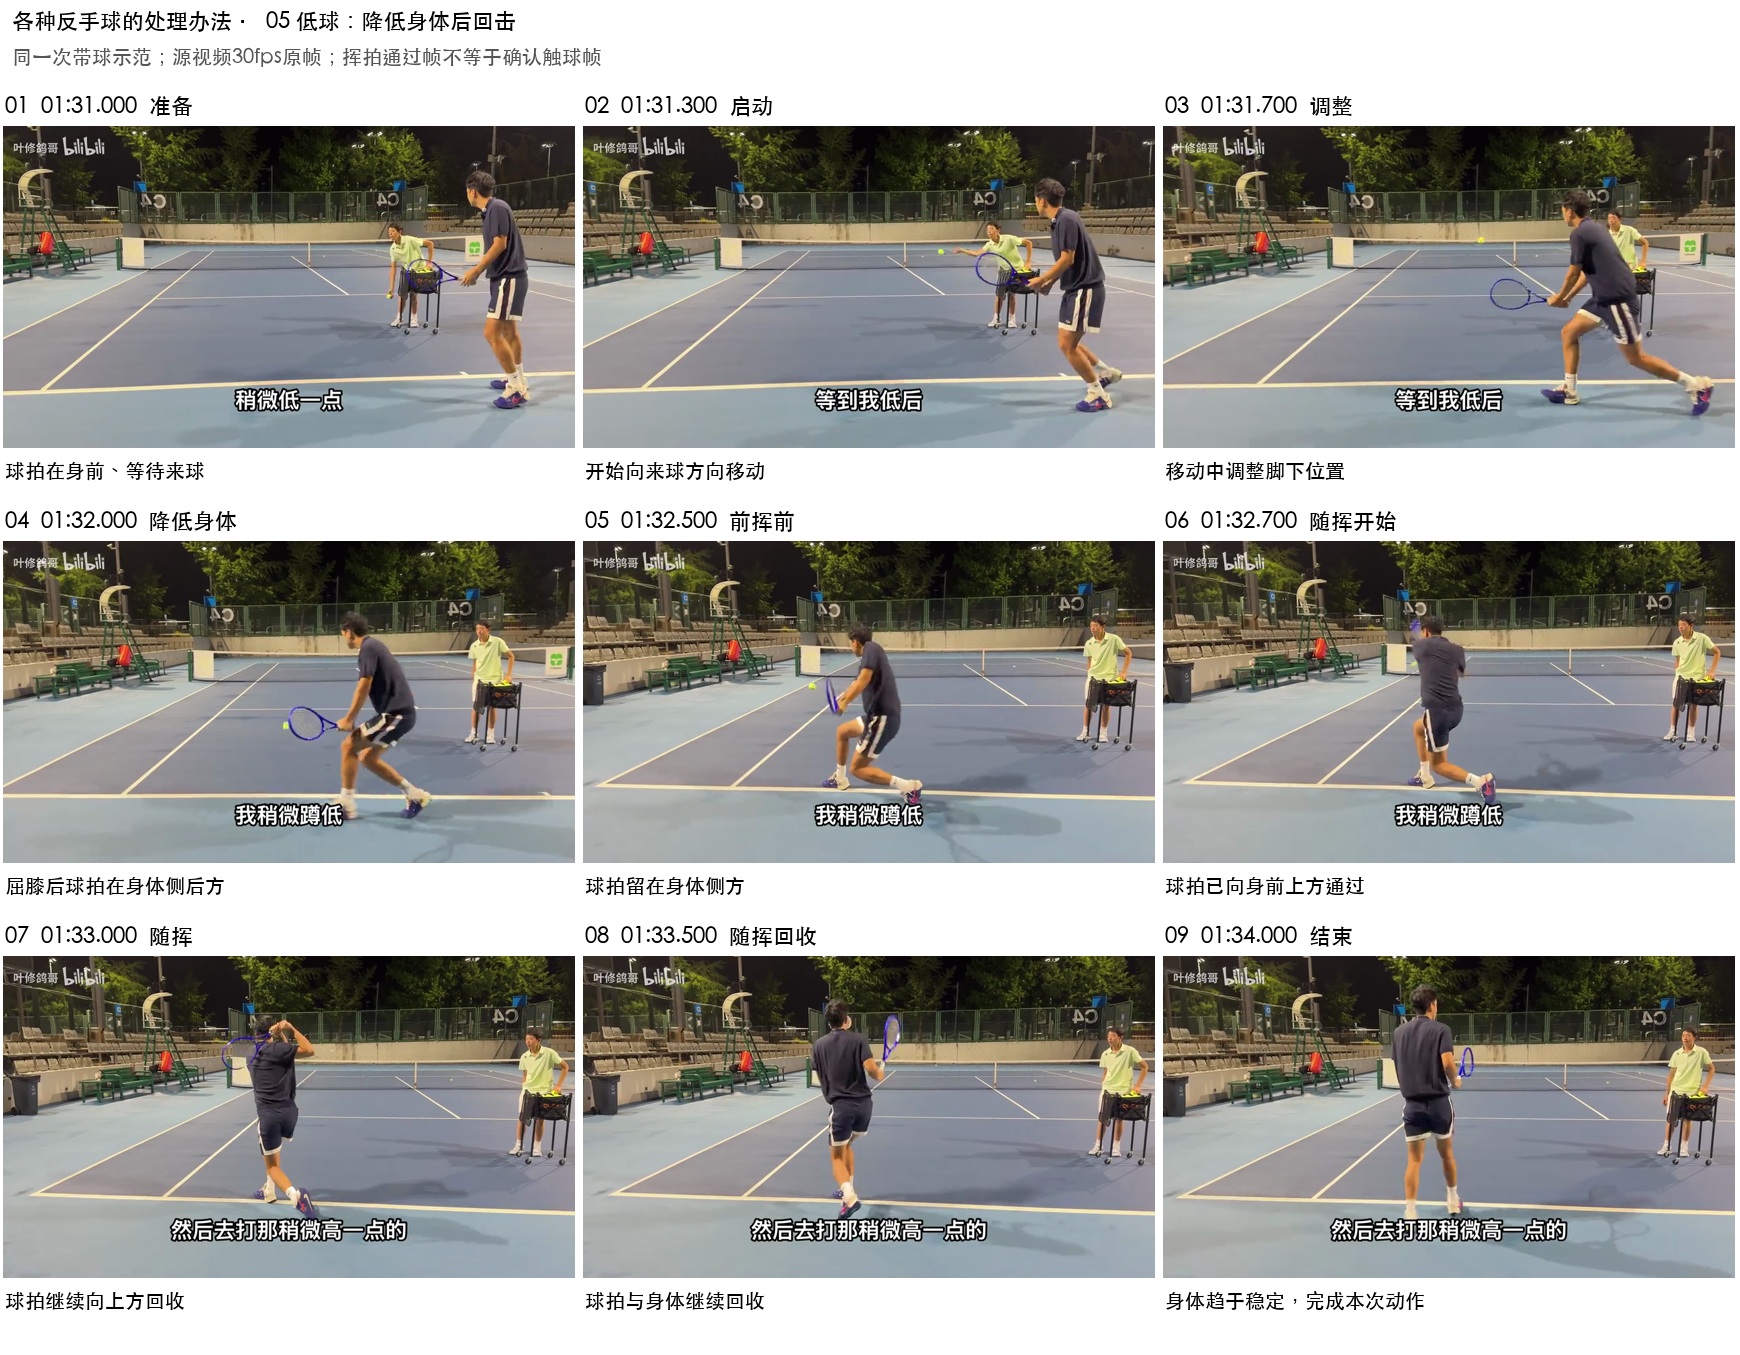 各种反手球的处理办法· 05 低球：降低身体后回击
同一次带球示范；源视频30fps原帧；挥拍通过帧不等于确认触球帧
01 01:31.000 准备
02 01:31.300 启动
03 01:31.700 调整
叶修鸽哥 bilibili
C4
C4
稍微低一点
叶修鸽哥 bilibili
C4
C4
等到我低后
叶修鸽哥 bilibili
C4
等到我低后
球拍在身前、等待来球
开始向来球方向移动
移动中调整脚下位置
04 01:32.000 降低身体
05 01:32.500 前挥前
06 01:32.700 随挥开始
叶修鸽哥 bilibili
C4
C4
我稍微蹲低
叶修鸽哥 bilibili
C4
C4
我稍微蹲低
叶修鸽哥 bilibili
C4
C4
我稍微蹲低
屈膝后球拍在身体侧后方
球拍留在身体侧方
球拍已向身前上方通过
07 01:33.000 随挥
08 01:33.500 随挥回收
09 01:34.000 结束
叶修鸽哥 bilibili
C4
然后去打那稍微高一点的
叶修鸽哥 bilibili
C4
然后去打那稍微高一点的
叶修鸽哥 bilibili
C4
然后去打那稍微高一点的
球拍继续向上方回收
球拍与身体继续回收
身体趋于稳定，完成本次动作